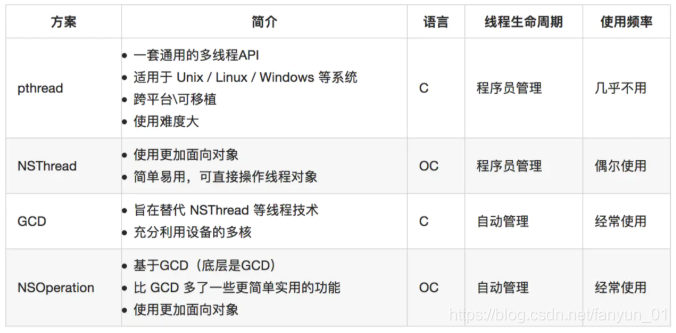 方案 简介 语言 线程生命周期 使用频率
pthread
• 一套通用的多线程API
• 适用于 Unix / Linux / Windows 等系统
• 跨平台\可移植
• 使用难度大
C 程序员管理 几乎不用
NSThread
• 使用更加面向对象
• 简单易用，可直接操作线程对象
OC 程序员管理 偶尔使用
GCD
• 旨在替代 NSThread 等线程技术
• 充分利用设备的多核
C 自动管理 经常使用
NSOperation
• 基于GCD（底层是GCD）
• 比 GCD 多了一些更简单实用的功能
• 使用更加面向对象
OC 自动管理 经常使用
https://blog.csdn.net/fanyun_01